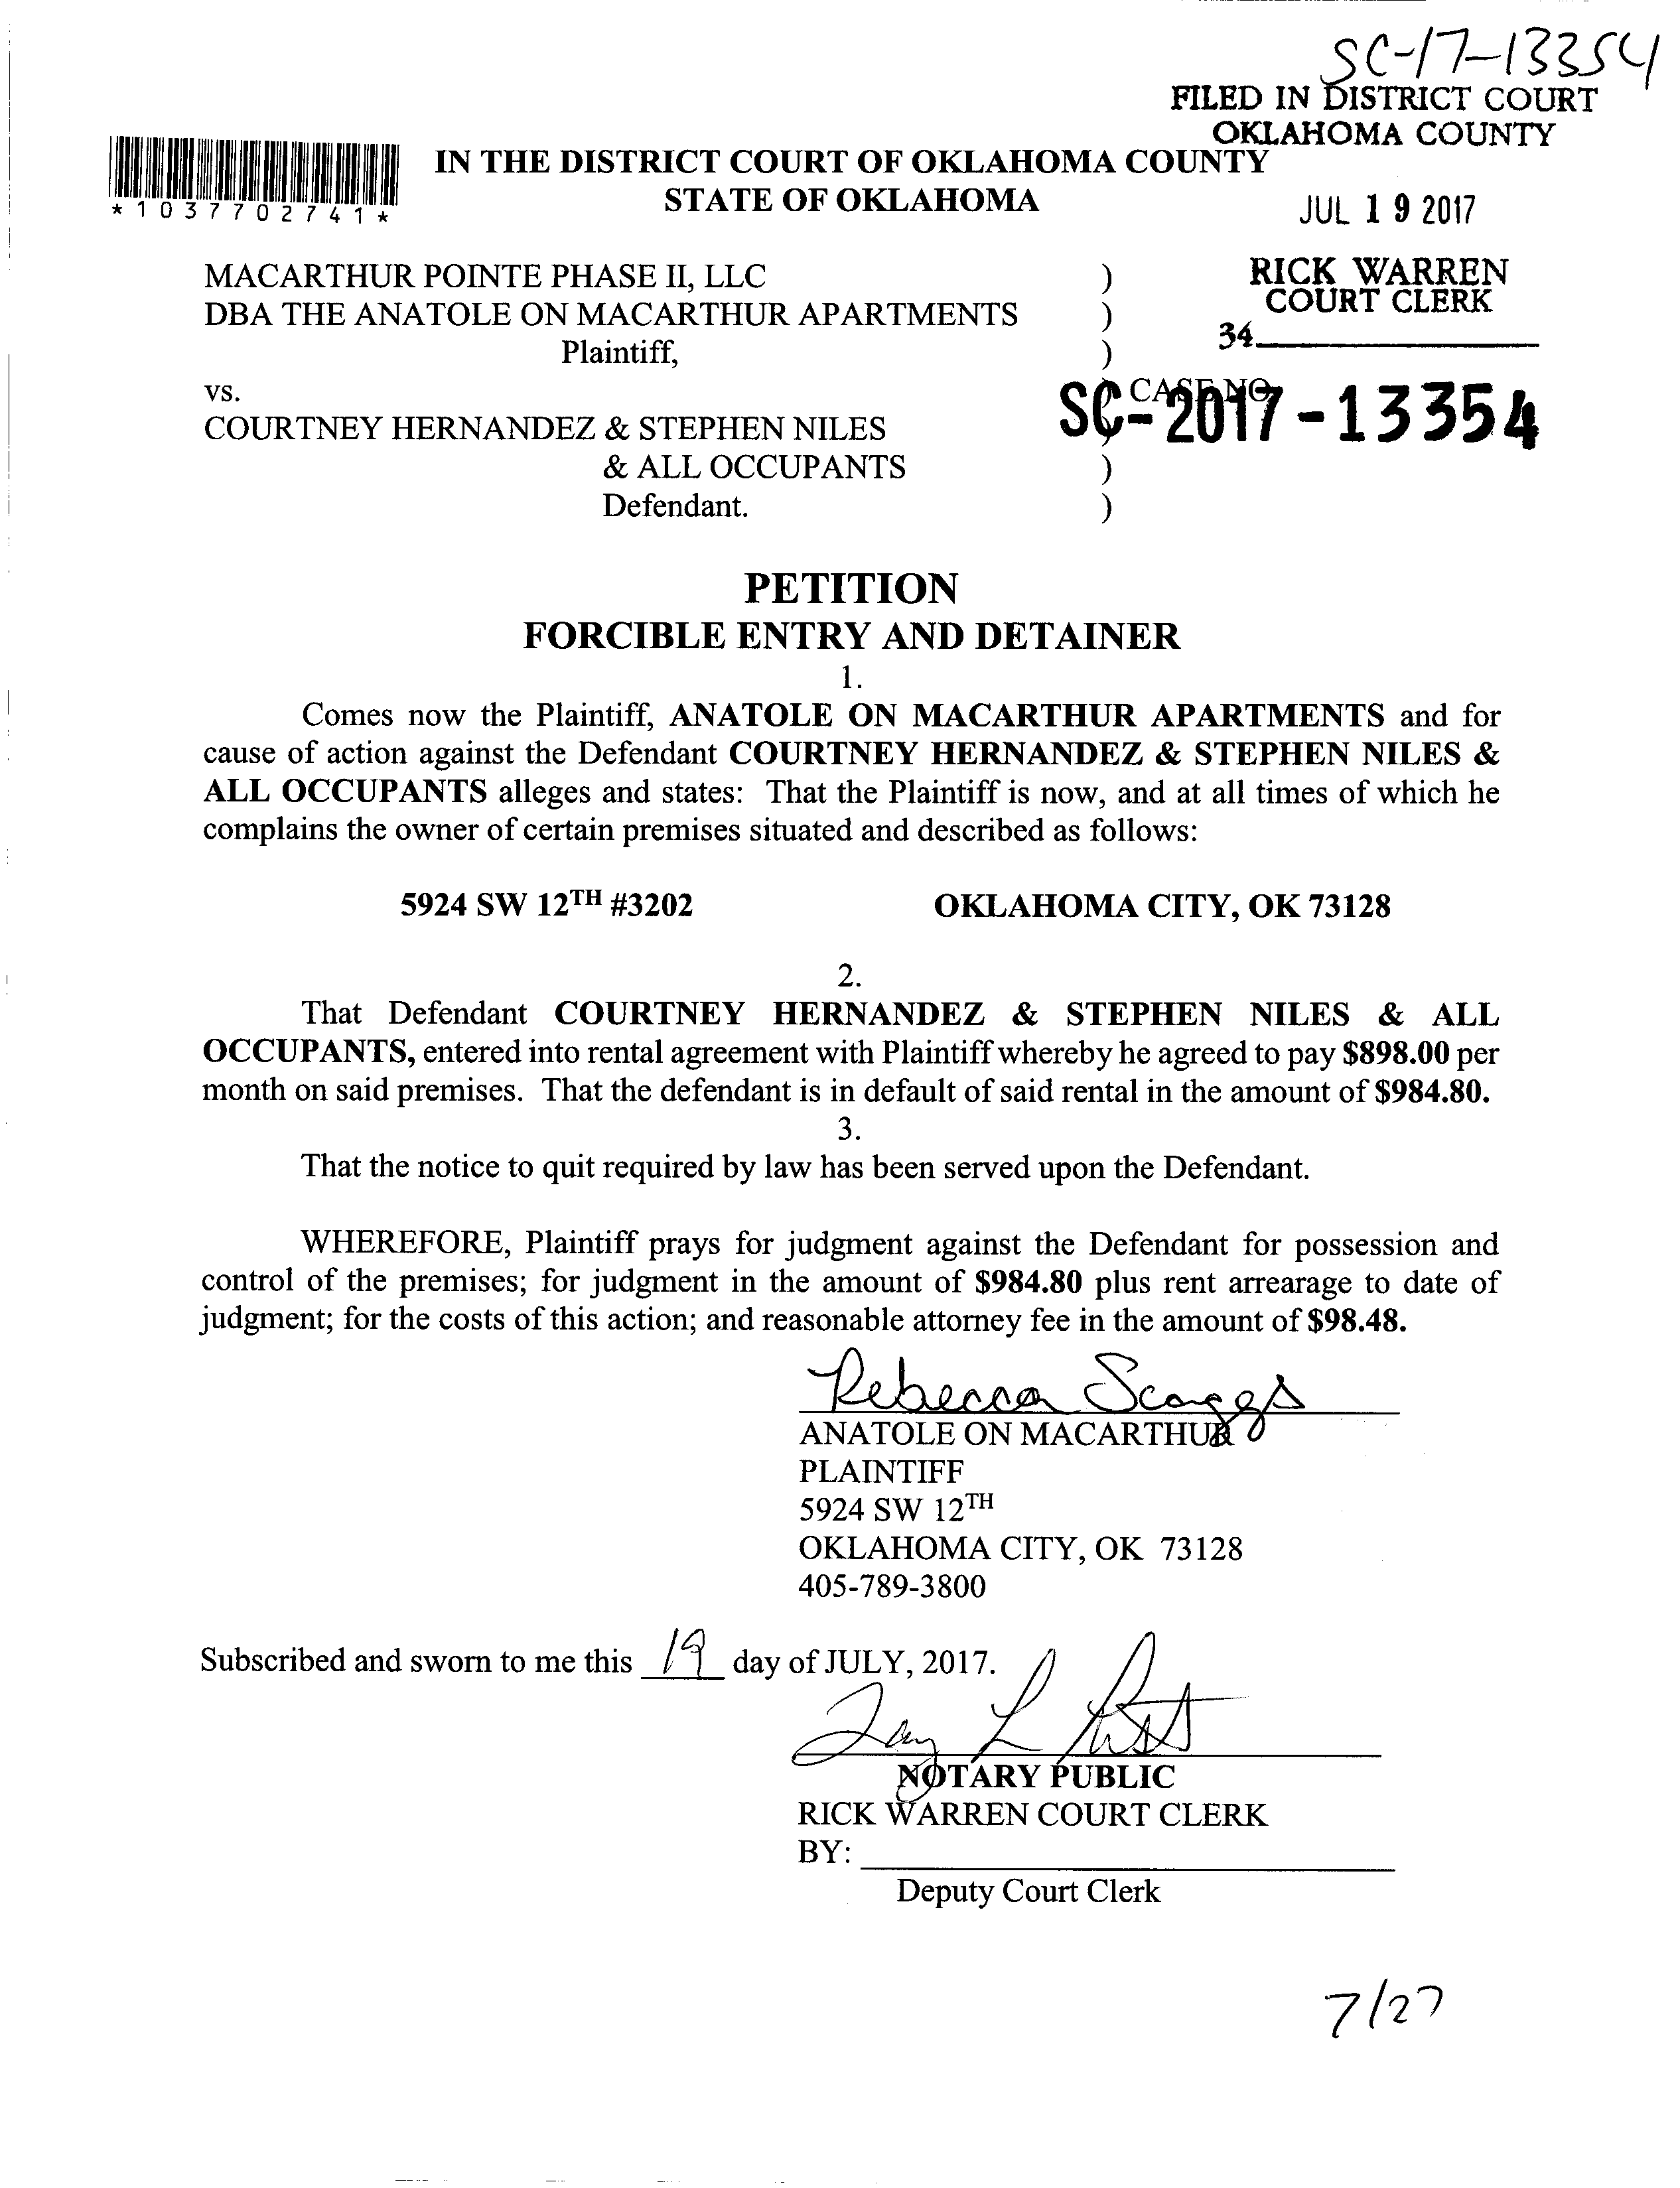 SC-17-13354
FILED IN DISTRICT COURT
OKLAHOMA COUNTY
IN THE DISTRICT COURT OF OKLAHOMA COUNTY
STATE OF OKLAHOMA
*1037702741*
JUL 19 2017
RICK WARREN
COURT CLERK
34
MACARTHUR POINTE PHASE II, LLC )
DBA THE ANATOLE ON MACARTHUR APARTMENTS )
Plaintiff, )
vs. ) CASE NO.
SC-2017-13354
COURTNEY HERNANDEZ & STEPHEN NILES )
& ALL OCCUPANTS )
Defendant. )
PETITION
FORCIBLE ENTRY AND DETAINER
1.
Comes now the Plaintiff, ANATOLE ON MACARTHUR APARTMENTS and for
cause of action against the Defendant COURTNEY HERNANDEZ & STEPHEN NILES &
ALL OCCUPANTS alleges and states: That the Plaintiff is now, and at all times of which he
complains the owner of certain premises situated and described as follows:
5924 SW 12TH #3202 OKLAHOMA CITY, OK 73128
2.
That Defendant COURTNEY HERNANDEZ & STEPHEN NILES & ALL
OCCUPANTS, entered into rental agreement with Plaintiff whereby he agreed to pay $898.00 per
month on said premises. That the defendant is in default of said rental in the amount of $984.80.
3.
That the notice to quit required by law has been served upon the Defendant.
WHEREFORE, Plaintiff prays for judgment against the Defendant for possession and
control of the premises; for judgment in the amount of $984.80 plus rent arrearage to date of
judgment; for the costs of this action; and reasonable attorney fee in the amount of $98.48.
Rebecca Scaggs
ANATOLE ON MACARTHUR
PLAINTIFF
5924 SW 12TH
OKLAHOMA CITY, OK 73128
405-789-3800
Subscribed and sworn to me this 19 day of JULY, 2017.
NOTARY PUBLIC
RICK WARREN COURT CLERK
BY:
Deputy Court Clerk
7/27